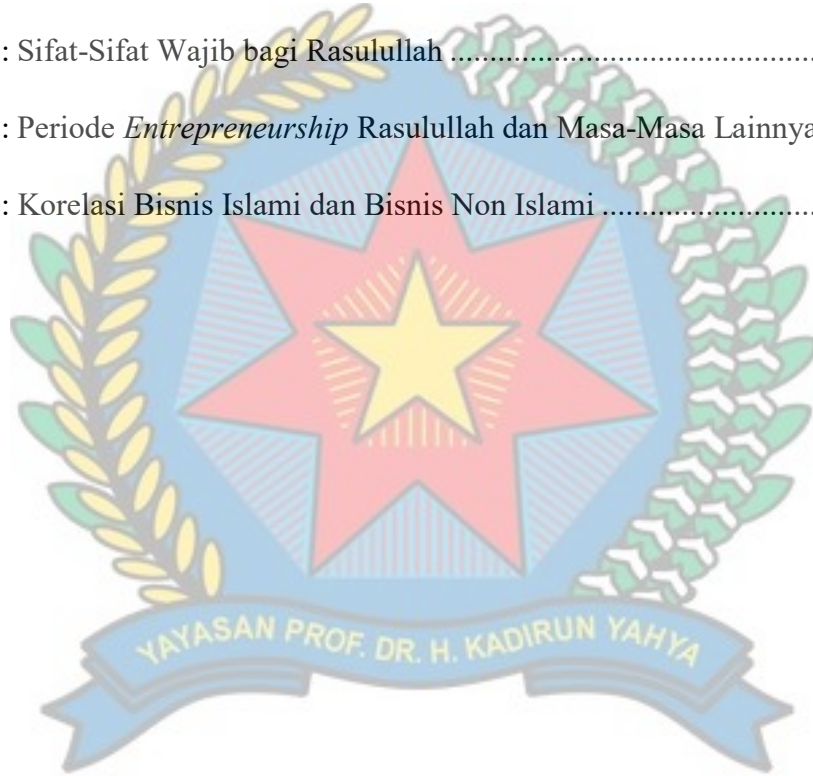 : Sifat-Sifat Wajib bagi Rasulullah ........................................
: Periode Entrepreneurship Rasulullah dan Masa-Masa Lainnya
: Korelasi Bisnis Islami dan Bisnis Non Islami ........................
YAYASAN PROF. DR. H. KADIRUN YAHYA